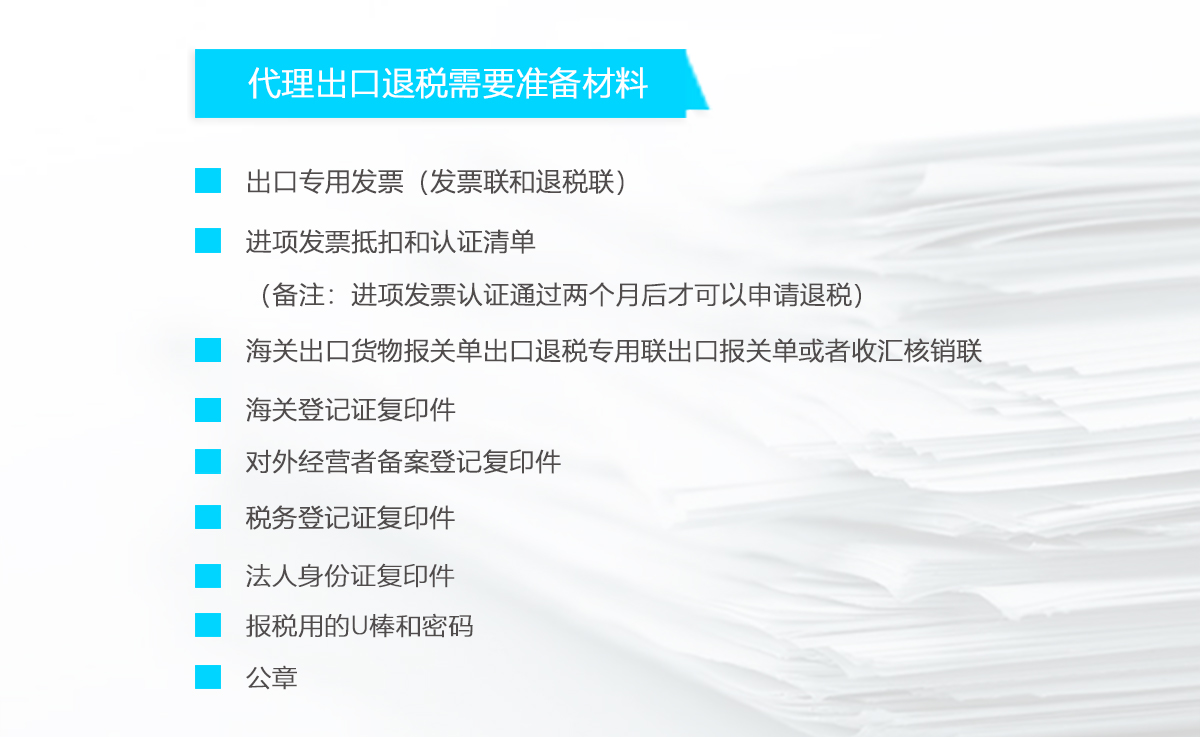 代理出口退税需要准备材料
出口专用发票（发票联和退税联）
进项发票抵扣和认证清单
（备注：进项发票认证通过两个月后才可以申请退税）
海关出口货物报关单出口退税专用联出口报关单或者收汇核销联
海关登记证复印件
对外经营者备案登记复印件
税务登记证复印件
法人身份证复印件
报税用的U棒和密码
公章